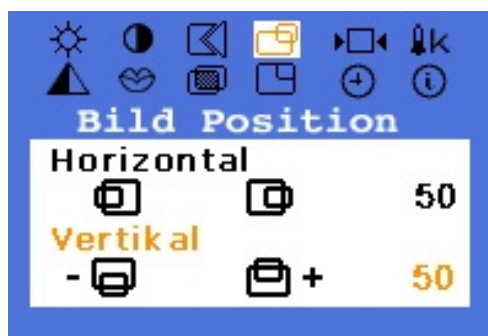 K
Bild Position
Horizontal
50
Vertikal
- + 50